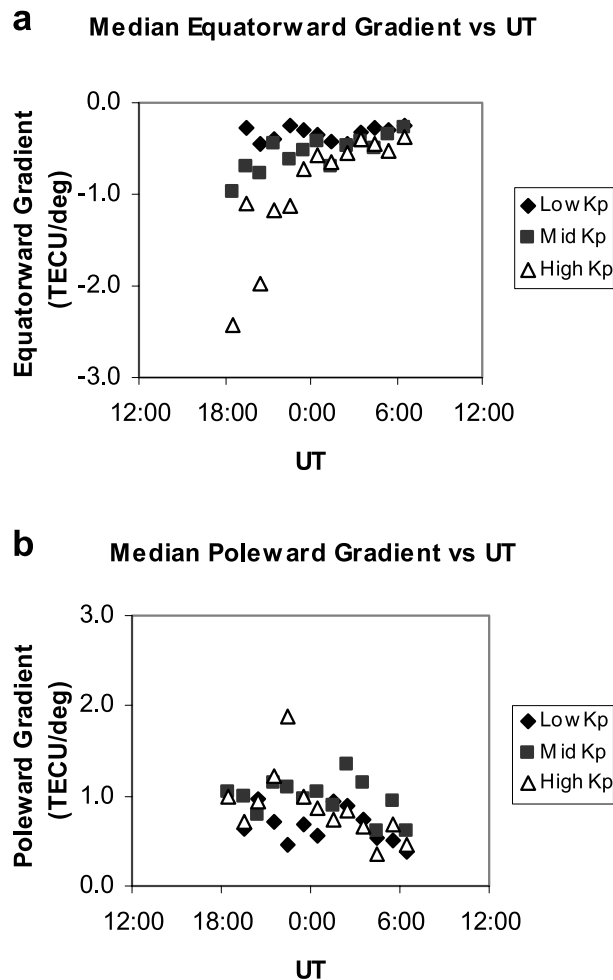 a
Median Equatorward Gradient vs UT
Equatorward Gradient
(TECU/deg)
0.0
-1.0
-2.0
-3.0
12:00 18:00 0:00 6:00 12:00
UT
Low Kp
Mid Kp
High Kp
b
Median Poleward Gradient vs UT
Poleward Gradient
(TECU/deg)
3.0
2.0
1.0
0.0
12:00 18:00 0:00 6:00 12:00
UT
Low Kp
Mid Kp
High Kp